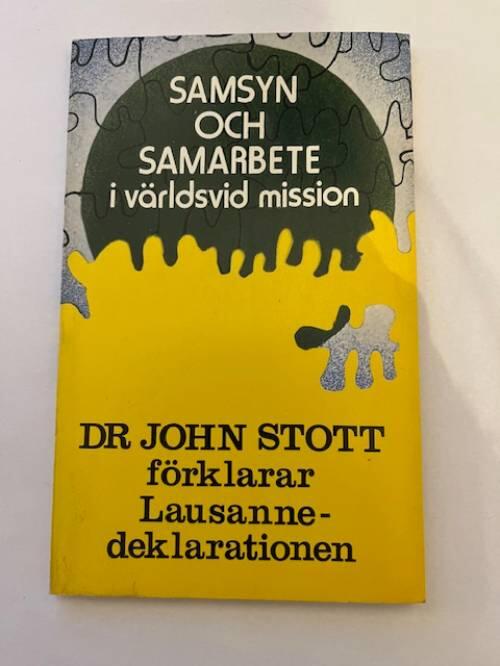 SAMSYN
OCH
SAMARBETE
i världsvid mission
DR JOHN STOTT
förklarar
Lausanne-
deklarationen